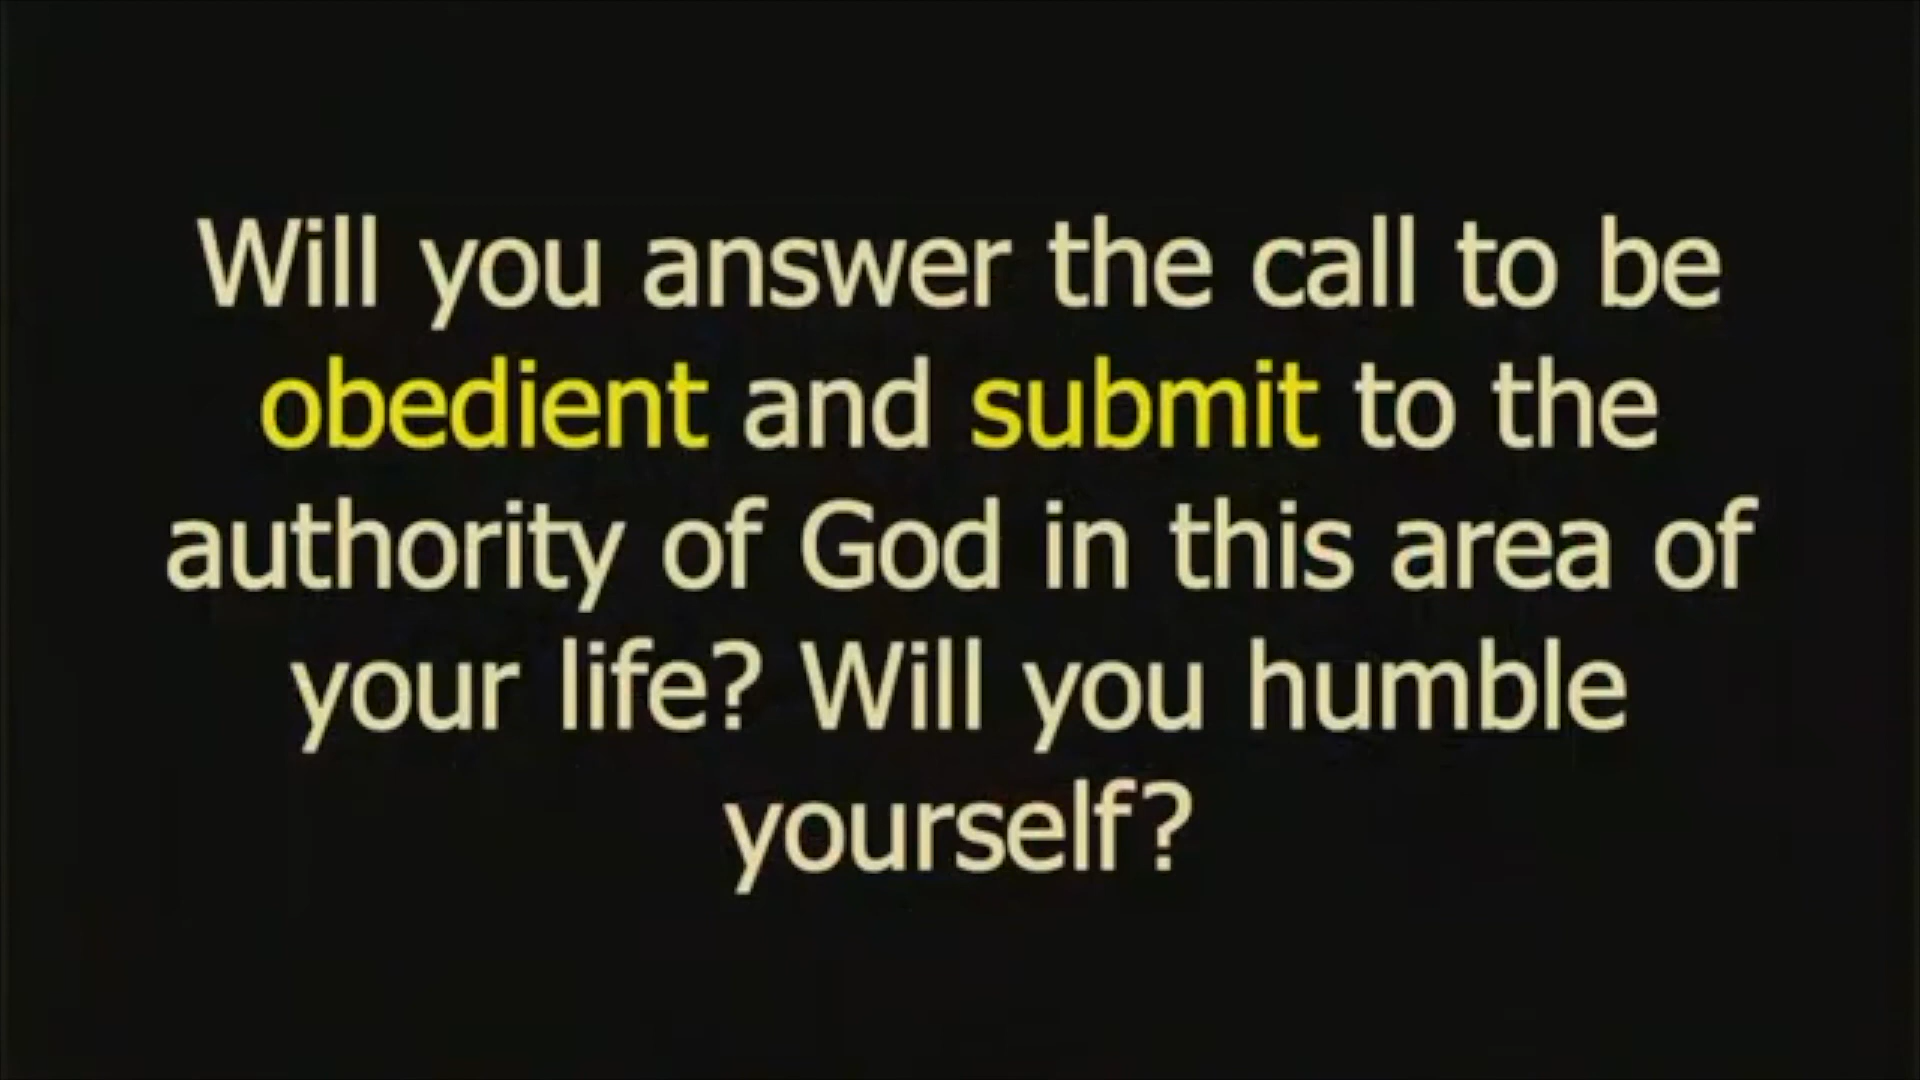 Will you answer the call to be
obedient and submit to the
authority of God in this area of
your life? Will you humble
yourself?